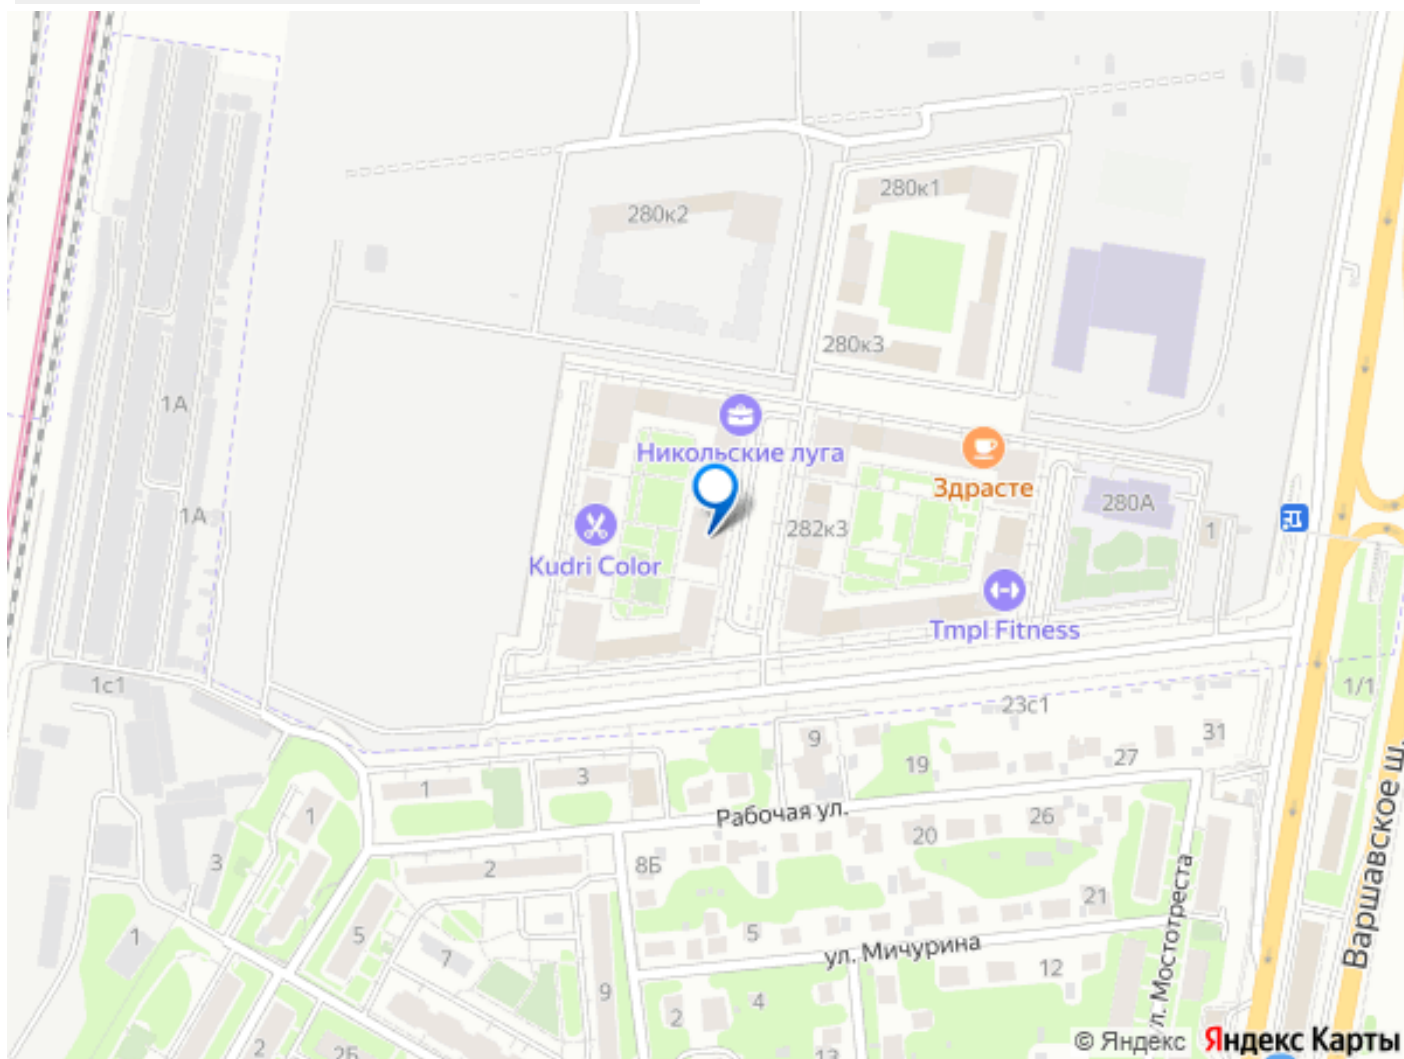 280к1
280к2
280к3
1А
Никольские луга
Здрасте
280А
1А
282к3
1
Kudri Color
Tmpl Fitness
1с1
1/1
23с1
31
9
27
19
3
1
Варшавское ш.
Рабочая ул.
1
26
20
3
8Б
2
21
ул. Мостотреста
5
5
1
ул. Мичурина
7
12
9
4
2
2
2Б
13
© Яндекс Яндекс Карты